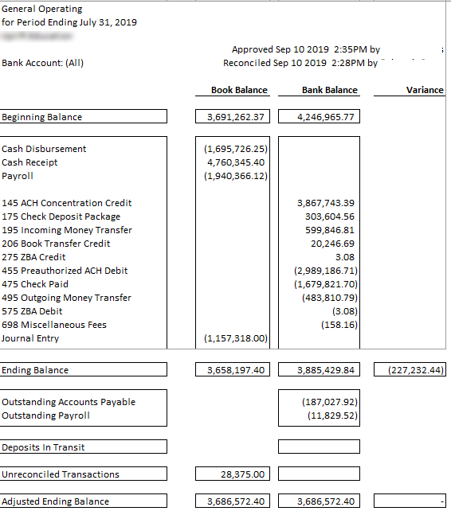 General Operating
for Period Ending July 31, 2019
Approved Sep 10 2019 2:35PM by
Bank Account: (All) Reconciled Sep 10 2019 2:28PM by
Book Balance Bank Balance Variance
Beginning Balance 3,691,262.37 4,246,965.77
Cash Disbursement (1,695,726.25)
Cash Receipt 4,760,345.40
Payroll (1,940,366.12)
145 ACH Concentration Credit 3,867,743.39
175 Check Deposit Package 303,604.56
195 Incoming Money Transfer 599,846.81
206 Book Transfer Credit 20,246.69
275 ZBA Credit 3.08
455 Preauthorized ACH Debit (2,989,186.71)
475 Check Paid (1,679,821.70)
495 Outgoing Money Transfer (483,810.79)
575 ZBA Debit (3.08)
698 Miscellaneous Fees (158.16)
Journal Entry (1,157,318.00)
Ending Balance 3,658,197.40 3,885,429.84 (227,232.44)
Outstanding Accounts Payable (187,027.92)
Outstanding Payroll (11,829.52)
Deposits In Transit
Unreconciled Transactions 28,375.00
Adjusted Ending Balance 3,686,572.40 3,686,572.40 -